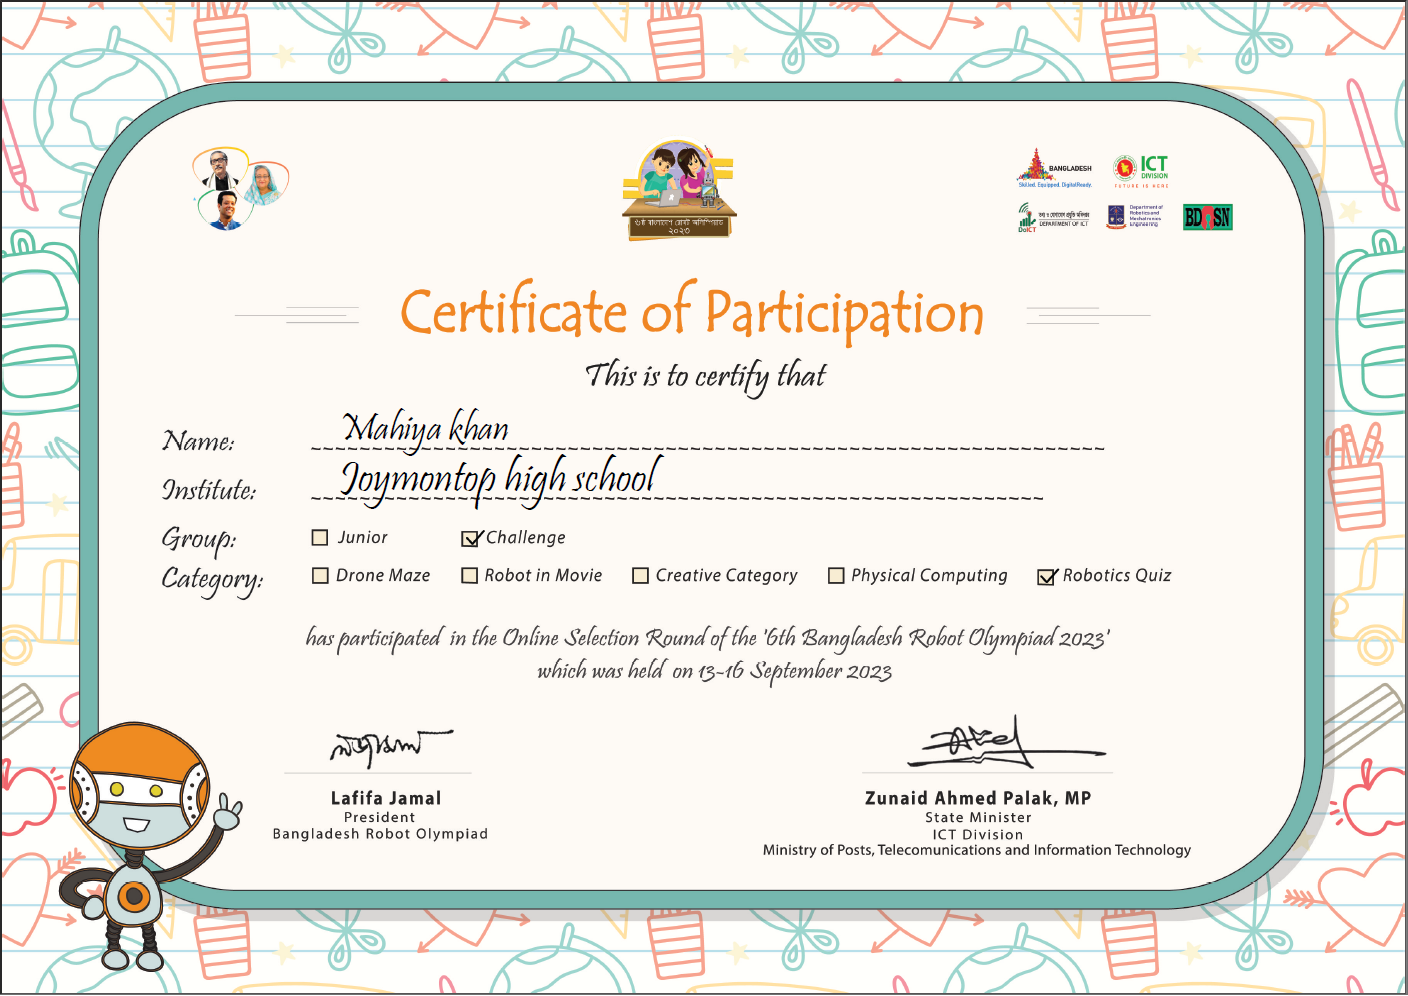 ৬ষ্ঠ বাংলাদেশ রোবট অলিম্পিয়াড
২০২৩
BANGLADESH
Skilled. Equipped. DigitalReady.
ICT
DIVISION
FUTURE IS HERE
DoICT
তথ্য ও যোগাযোগ প্রযুক্তি অধিদপ্তর
DEPARTMENT OF ICT
Department of
Robotics and
Mechatronics
Engineering
BDOSN
Certificate of Participation
This is to certify that
Name: Mahiya khan
Institute: Joymontop high school
Group: Junior Challenge
Category: Drone Maze Robot in Movie Creative Category Physical Computing Robotics Quiz
has participated in the Online Selection Round of the '6th Bangladesh Robot Olympiad 2023'
which was held on 13-16 September 2023
Lafifa Jamal
President
Bangladesh Robot Olympiad
Zunaid Ahmed Palak, MP
State Minister
ICT Division
Ministry of Posts, Telecomunications and Information Technology